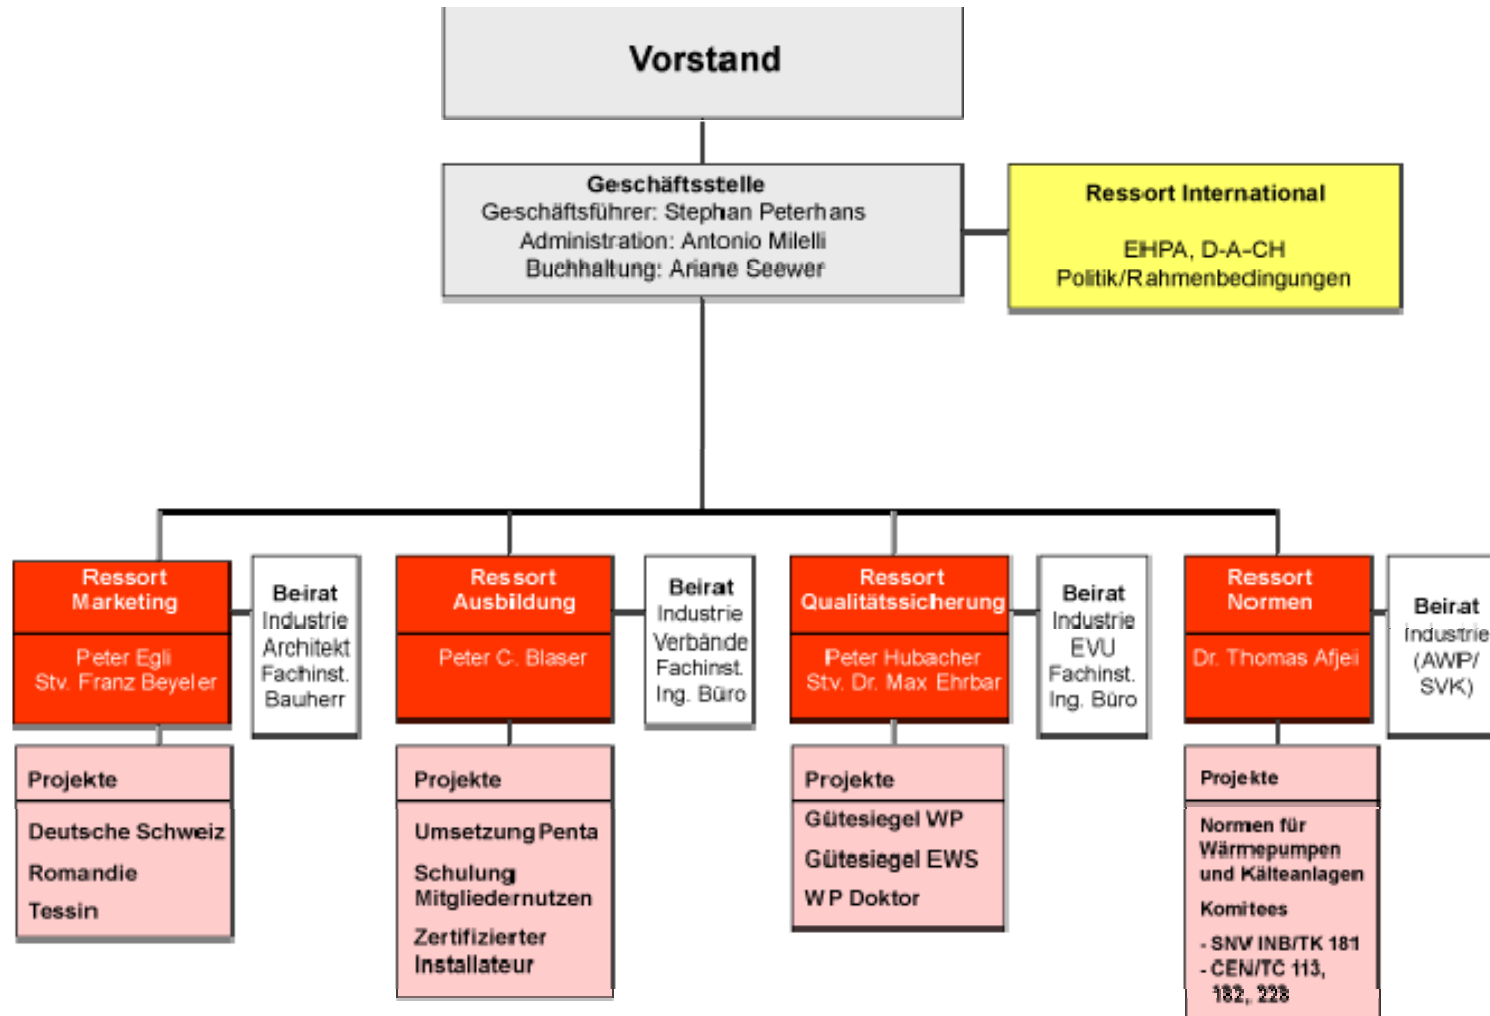 Vorstand
Geschäftsstelle
Geschäftsführer: Stephan Peterhans
Administration: Antonio Milelli
Buchhaltung: Ariane Seewer
Ressort International
EHPA, D-A-CH
Politik/Rahmenbedingungen
Ressort
Marketing
Peter Egli
Stv. Franz Beyeler
Beirat
Industrie
Architekt
Fachinst.
Bauherr
Ressort
Ausbildung
Peter C. Blaser
Beirat
Industrie
Verbände
Fachinst.
Ing. Büro
Ressort
Qualitätssicherung
Peter Hubacher
Stv. Dr. Max Ehrbar
Beirat
Industrie
EVU
Fachinst.
Ing. Büro
Ressort
Normen
Dr. Thomas Afjei
Beirat
Industrie
(AWP/
SVK)
Projekte
Deutsche Schweiz
Romandie
Tessin
Projekte
Umsetzung Penta
Schulung
Mitgliedernutzen
Zertifizierter
Installateur
Projekte
Gütesiegel WP
Gütesiegel EWS
WP Doktor
Projekte
Normen für
Wärmepumpen
und Kälteanlagen
Komitees
- SNV INB/TK 181
- CEN/TC 113,
182, 228